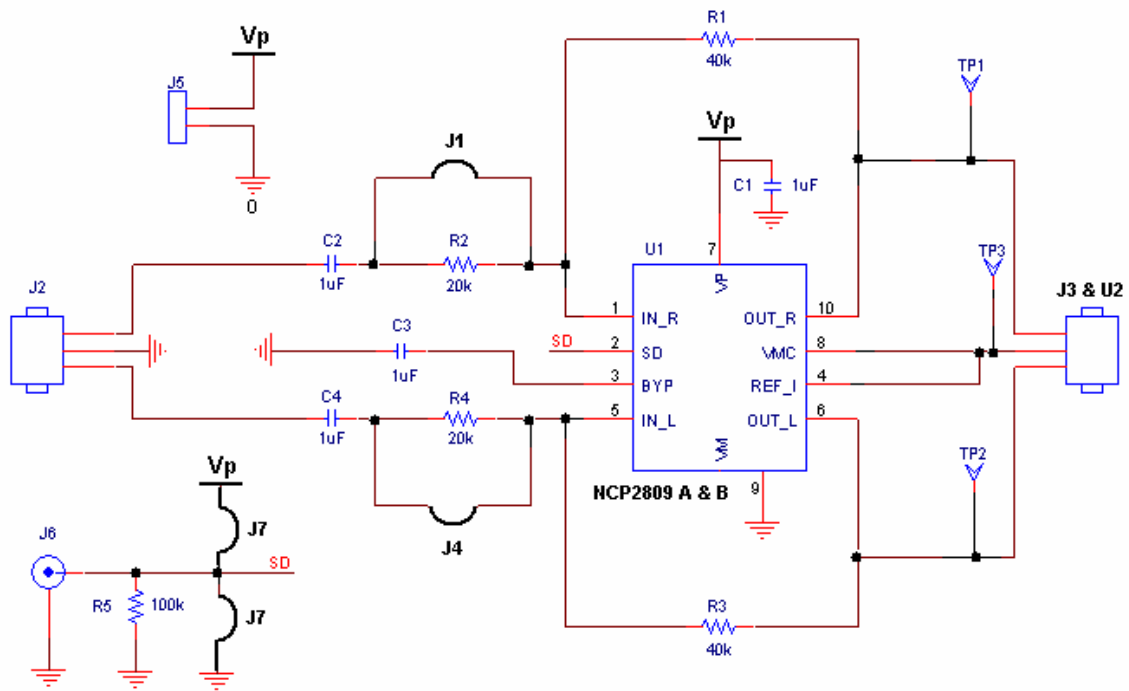 R1
40k
Vp
TP1
J5
0
J1
Vp
C1
1uF
C2
1uF
R2
20k
U1
7
VP
TP3
J3 & U2
J2
1
IN_R
OUT_R
10
SD
2
SD
VMC
8
C3
1uF
3
BYP
REF_I
4
C4
1uF
R4
20k
5
IN_L
OUT_L
6
VM
NCP2809 A & B
9
TP2
J4
Vp
J7
J6
SD
R5
100k
J7
R3
40k